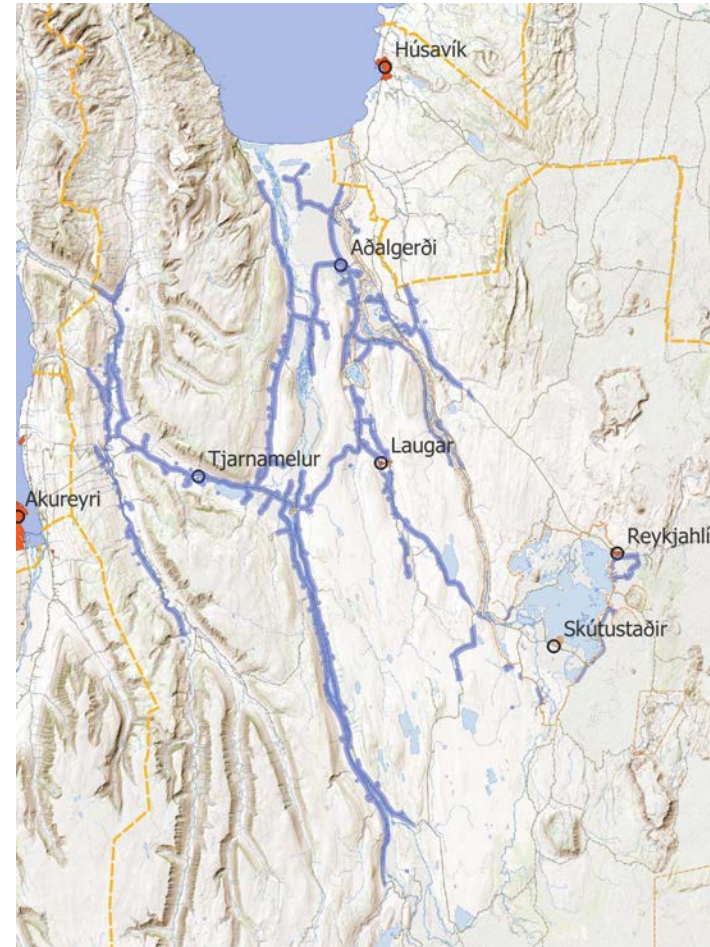 Húsavík
Aðalgerði
Laugar
Tjarnamelur
Akureyri
Reykjahlí
Skútustaðir